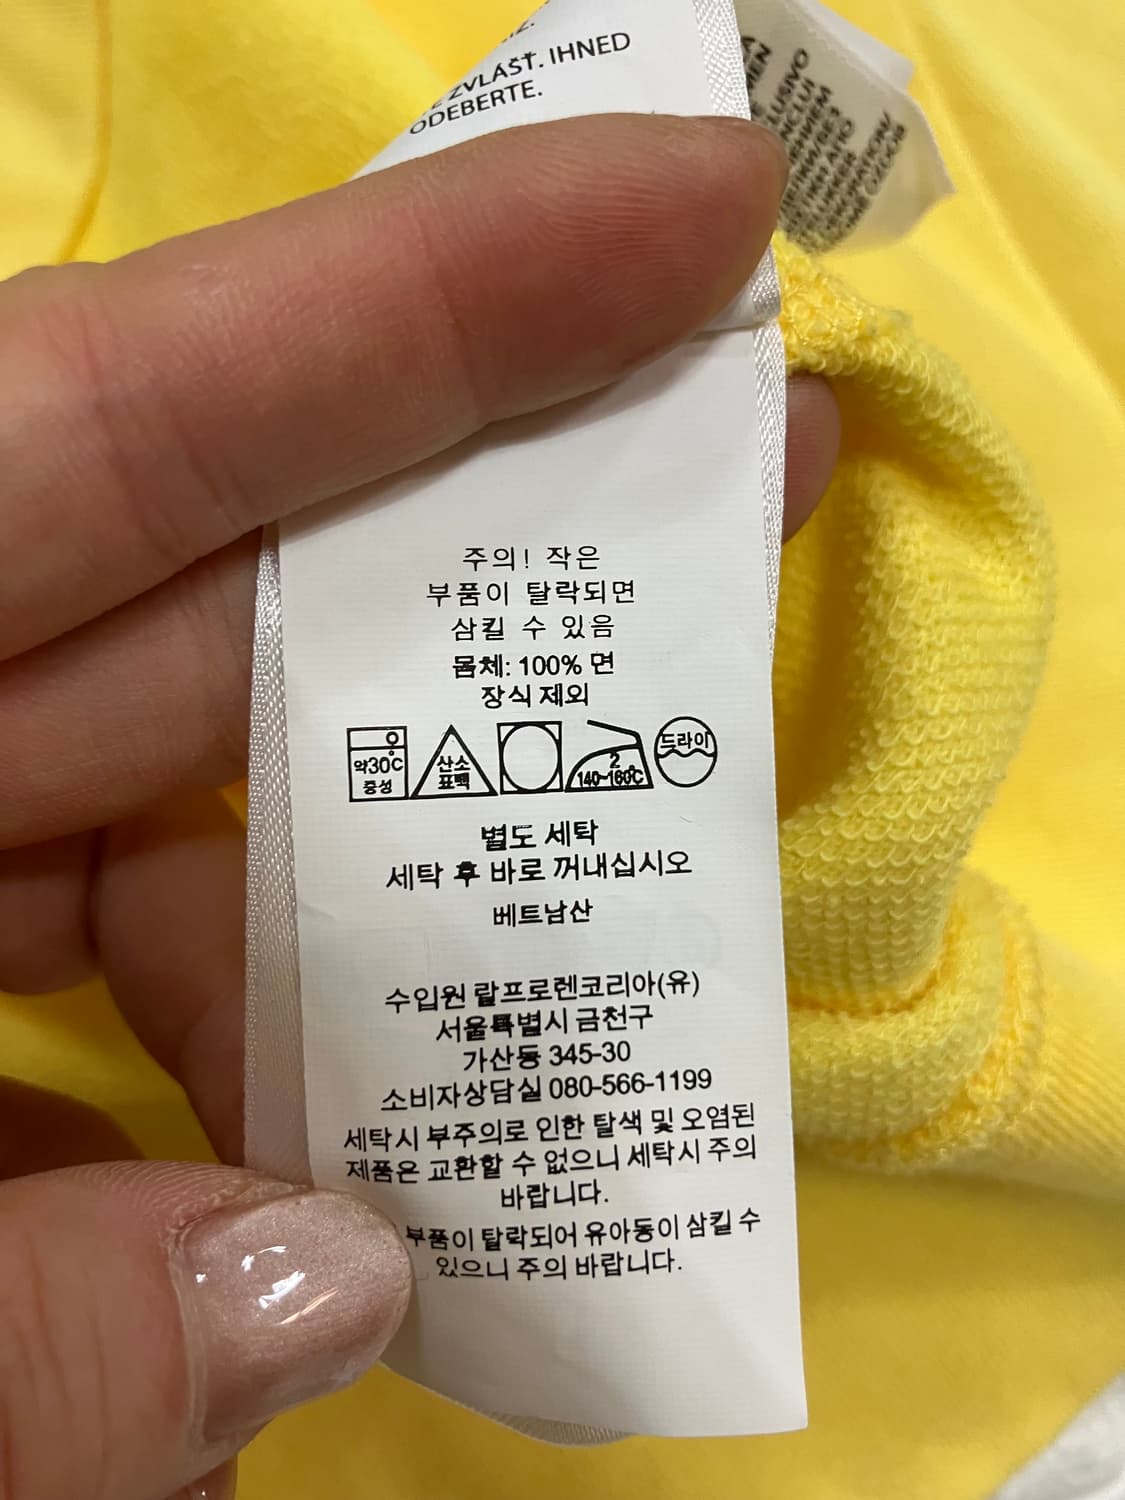 ZVLÁŠŤ. IHNED
ODEBERTE.
주의! 작은
부품이 탈락되면
삼킬 수 있음
몸체: 100% 면
장식 제외
약30℃
중성
산소
표백
2
140~160℃
드라이
별도 세탁
세탁 후 바로 꺼내십시오
베트남산
수입원 랄프로렌코리아(유)
서울특별시 금천구
가산동 345-30
소비자상담실 080-566-1199
세탁시 부주의로 인한 탈색 및 오염된
제품은 교환할 수 없으니 세탁시 주의
바랍니다.
부품이 탈락되어 유아동이 삼킬 수
있으니 주의 바랍니다.